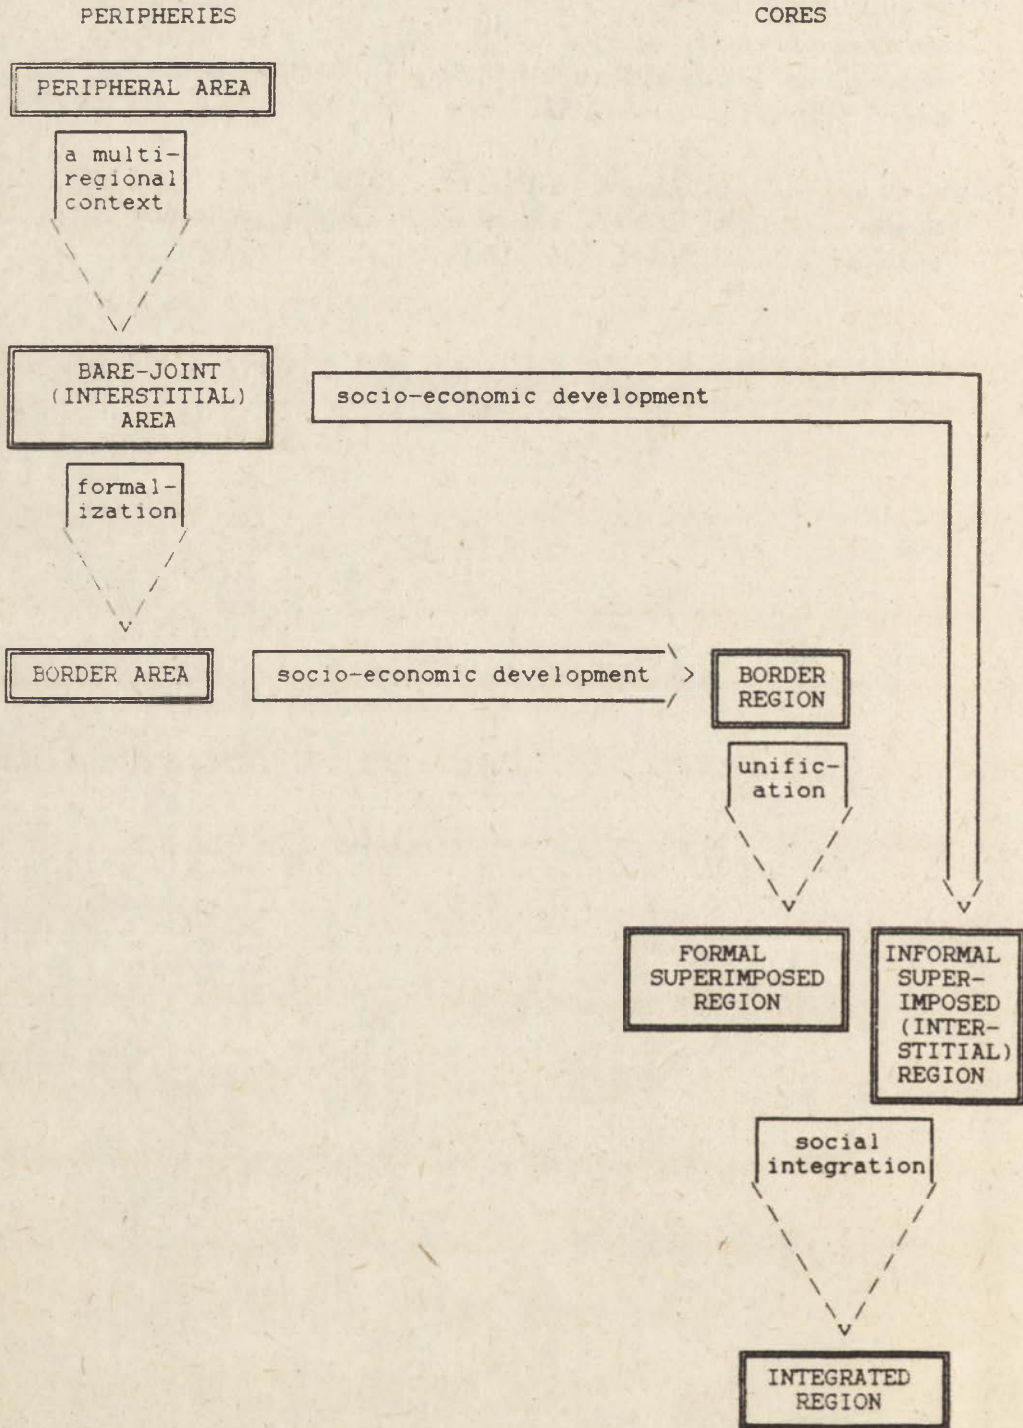 PERIPHERIES
CORES
PERIPHERAL AREA
a multi-
regional
context
BARE-JOINT
(INTERSTITIAL)
AREA
socio-economic development
formal-
ization
BORDER AREA
socio-economic development
BORDER
REGION
unific-
ation
FORMAL
SUPERIMPOSED
REGION
INFORMAL
SUPER-
IMPOSED
(INTER-
STITIAL)
REGION
social
integration
INTEGRATED
REGION